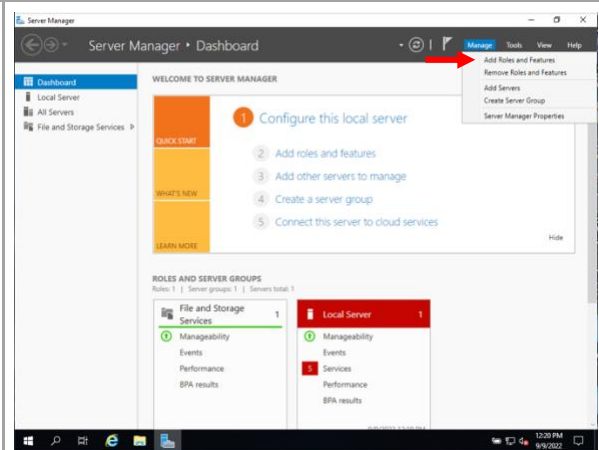 Server Manager
Server Manager • Dashboard
Manage Tools View Help
Add Roles and Features
Remove Roles and Features
Add Servers
Create Server Group
Server Manager Properties
Dashboard
Local Server
All Servers
File and Storage Services
WELCOME TO SERVER MANAGER
QUICK START
WHAT'S NEW
LEARN MORE
1 Configure this local server
2 Add roles and features
3 Add other servers to manage
4 Create a server group
5 Connect this server to cloud services
Hide
ROLES AND SERVER GROUPS
Roles: 1 | Server groups: 1 | Servers total: 1
File and Storage Services 1
Manageability
Events
Performance
BPA results
Local Server 1
Manageability
Events
5 Services
Performance
BPA results
12:20 PM
9/9/2022